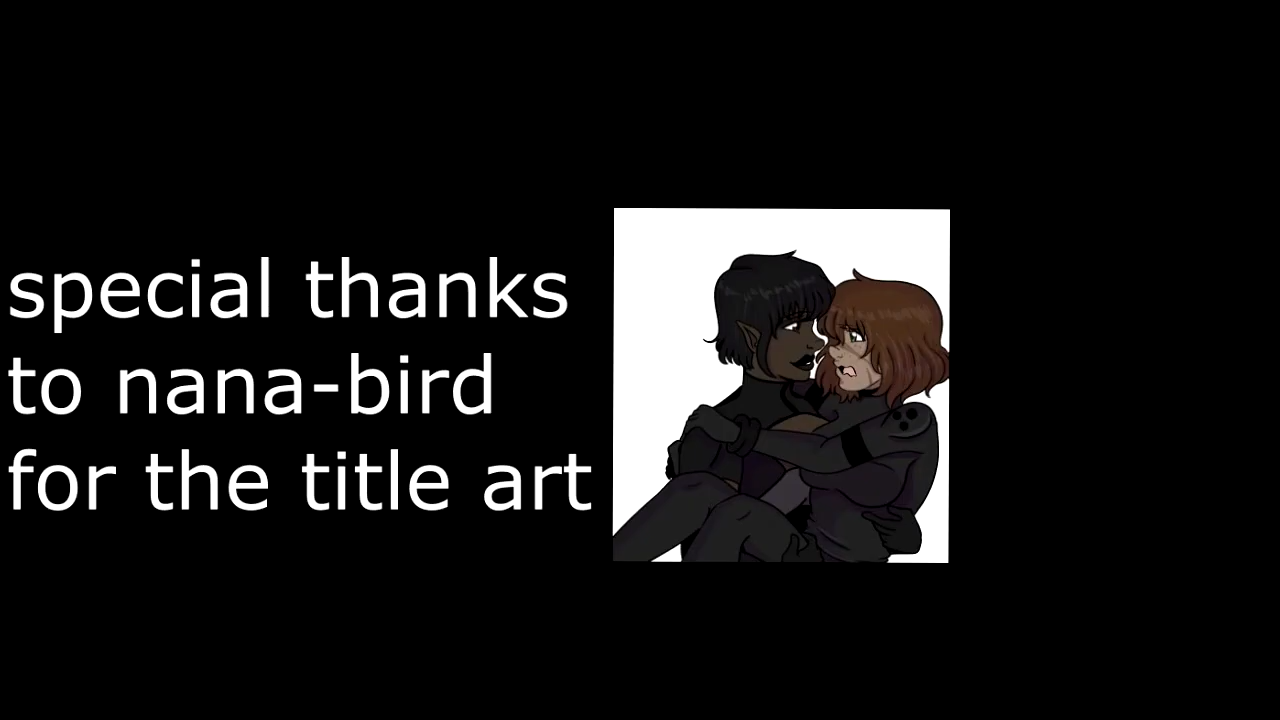 special thanks
to nana-bird
for the title art